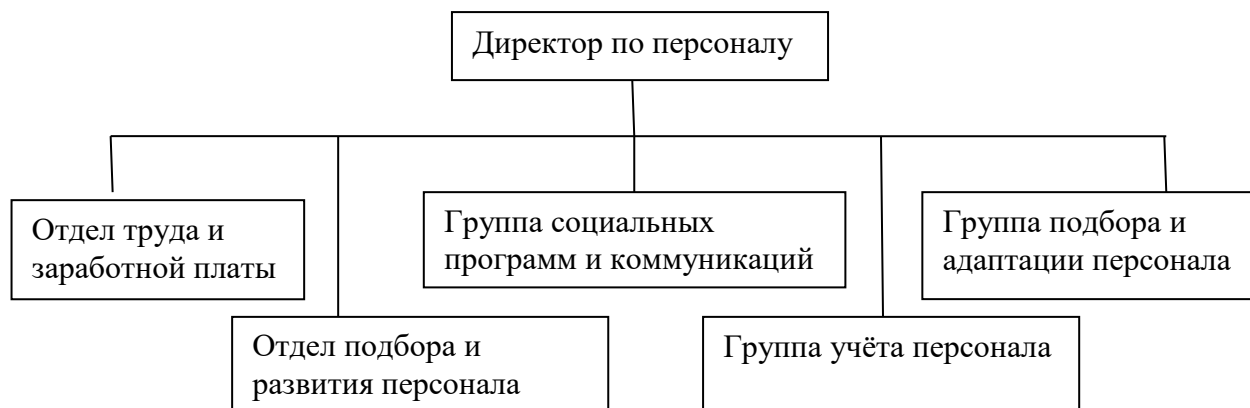 Директор по персоналу
Отдел труда и
заработной платы
Группа социальных
программ и коммуникаций
Группа подбора и
адаптации персонала
Отдел подбора и
развития персонала
Группа учёта персонала